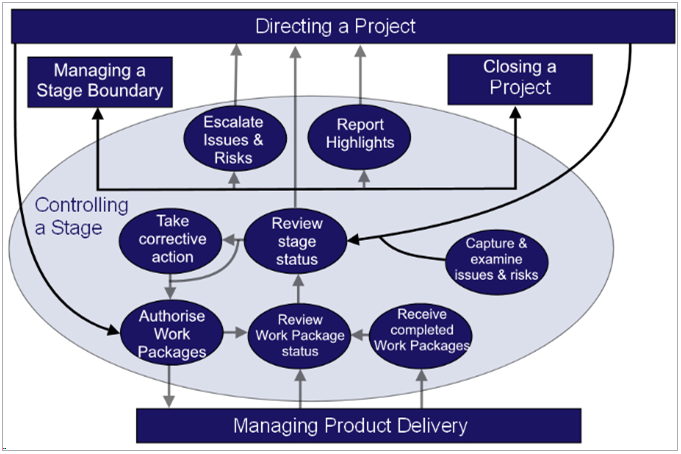 Directing a Project
Managing a
Stage Boundary
Closing a
Project
Escalate
Issues &
Risks
Report
Highlights
Controlling
a Stage
Take
corrective
action
Review
stage
status
Capture &
examine
issues & risks
Authorise
Work
Packages
Review
Work Package
status
Receive
completed
Work Packages
Managing Product Delivery